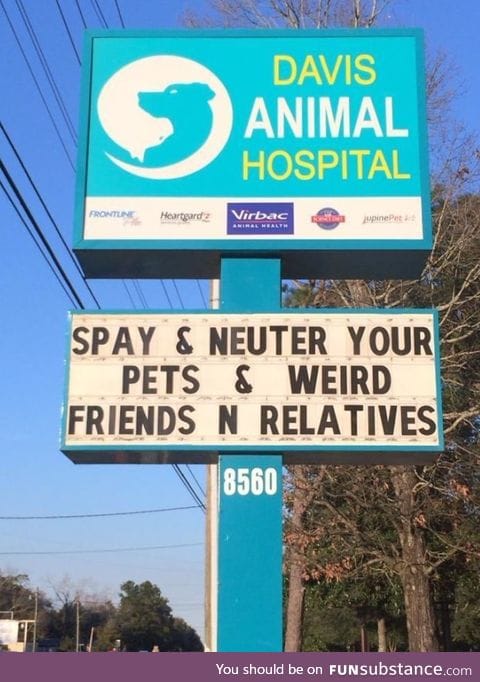 DAVIS
ANIMAL
HOSPITAL
FRONTLINE Heartgard Virbac
ANIMAL HEALTH
SPAY & NEUTER YOUR
PETS & WEIRD
FRIENDS N RELATIVES
8560
You should be on FUNsubstance.com